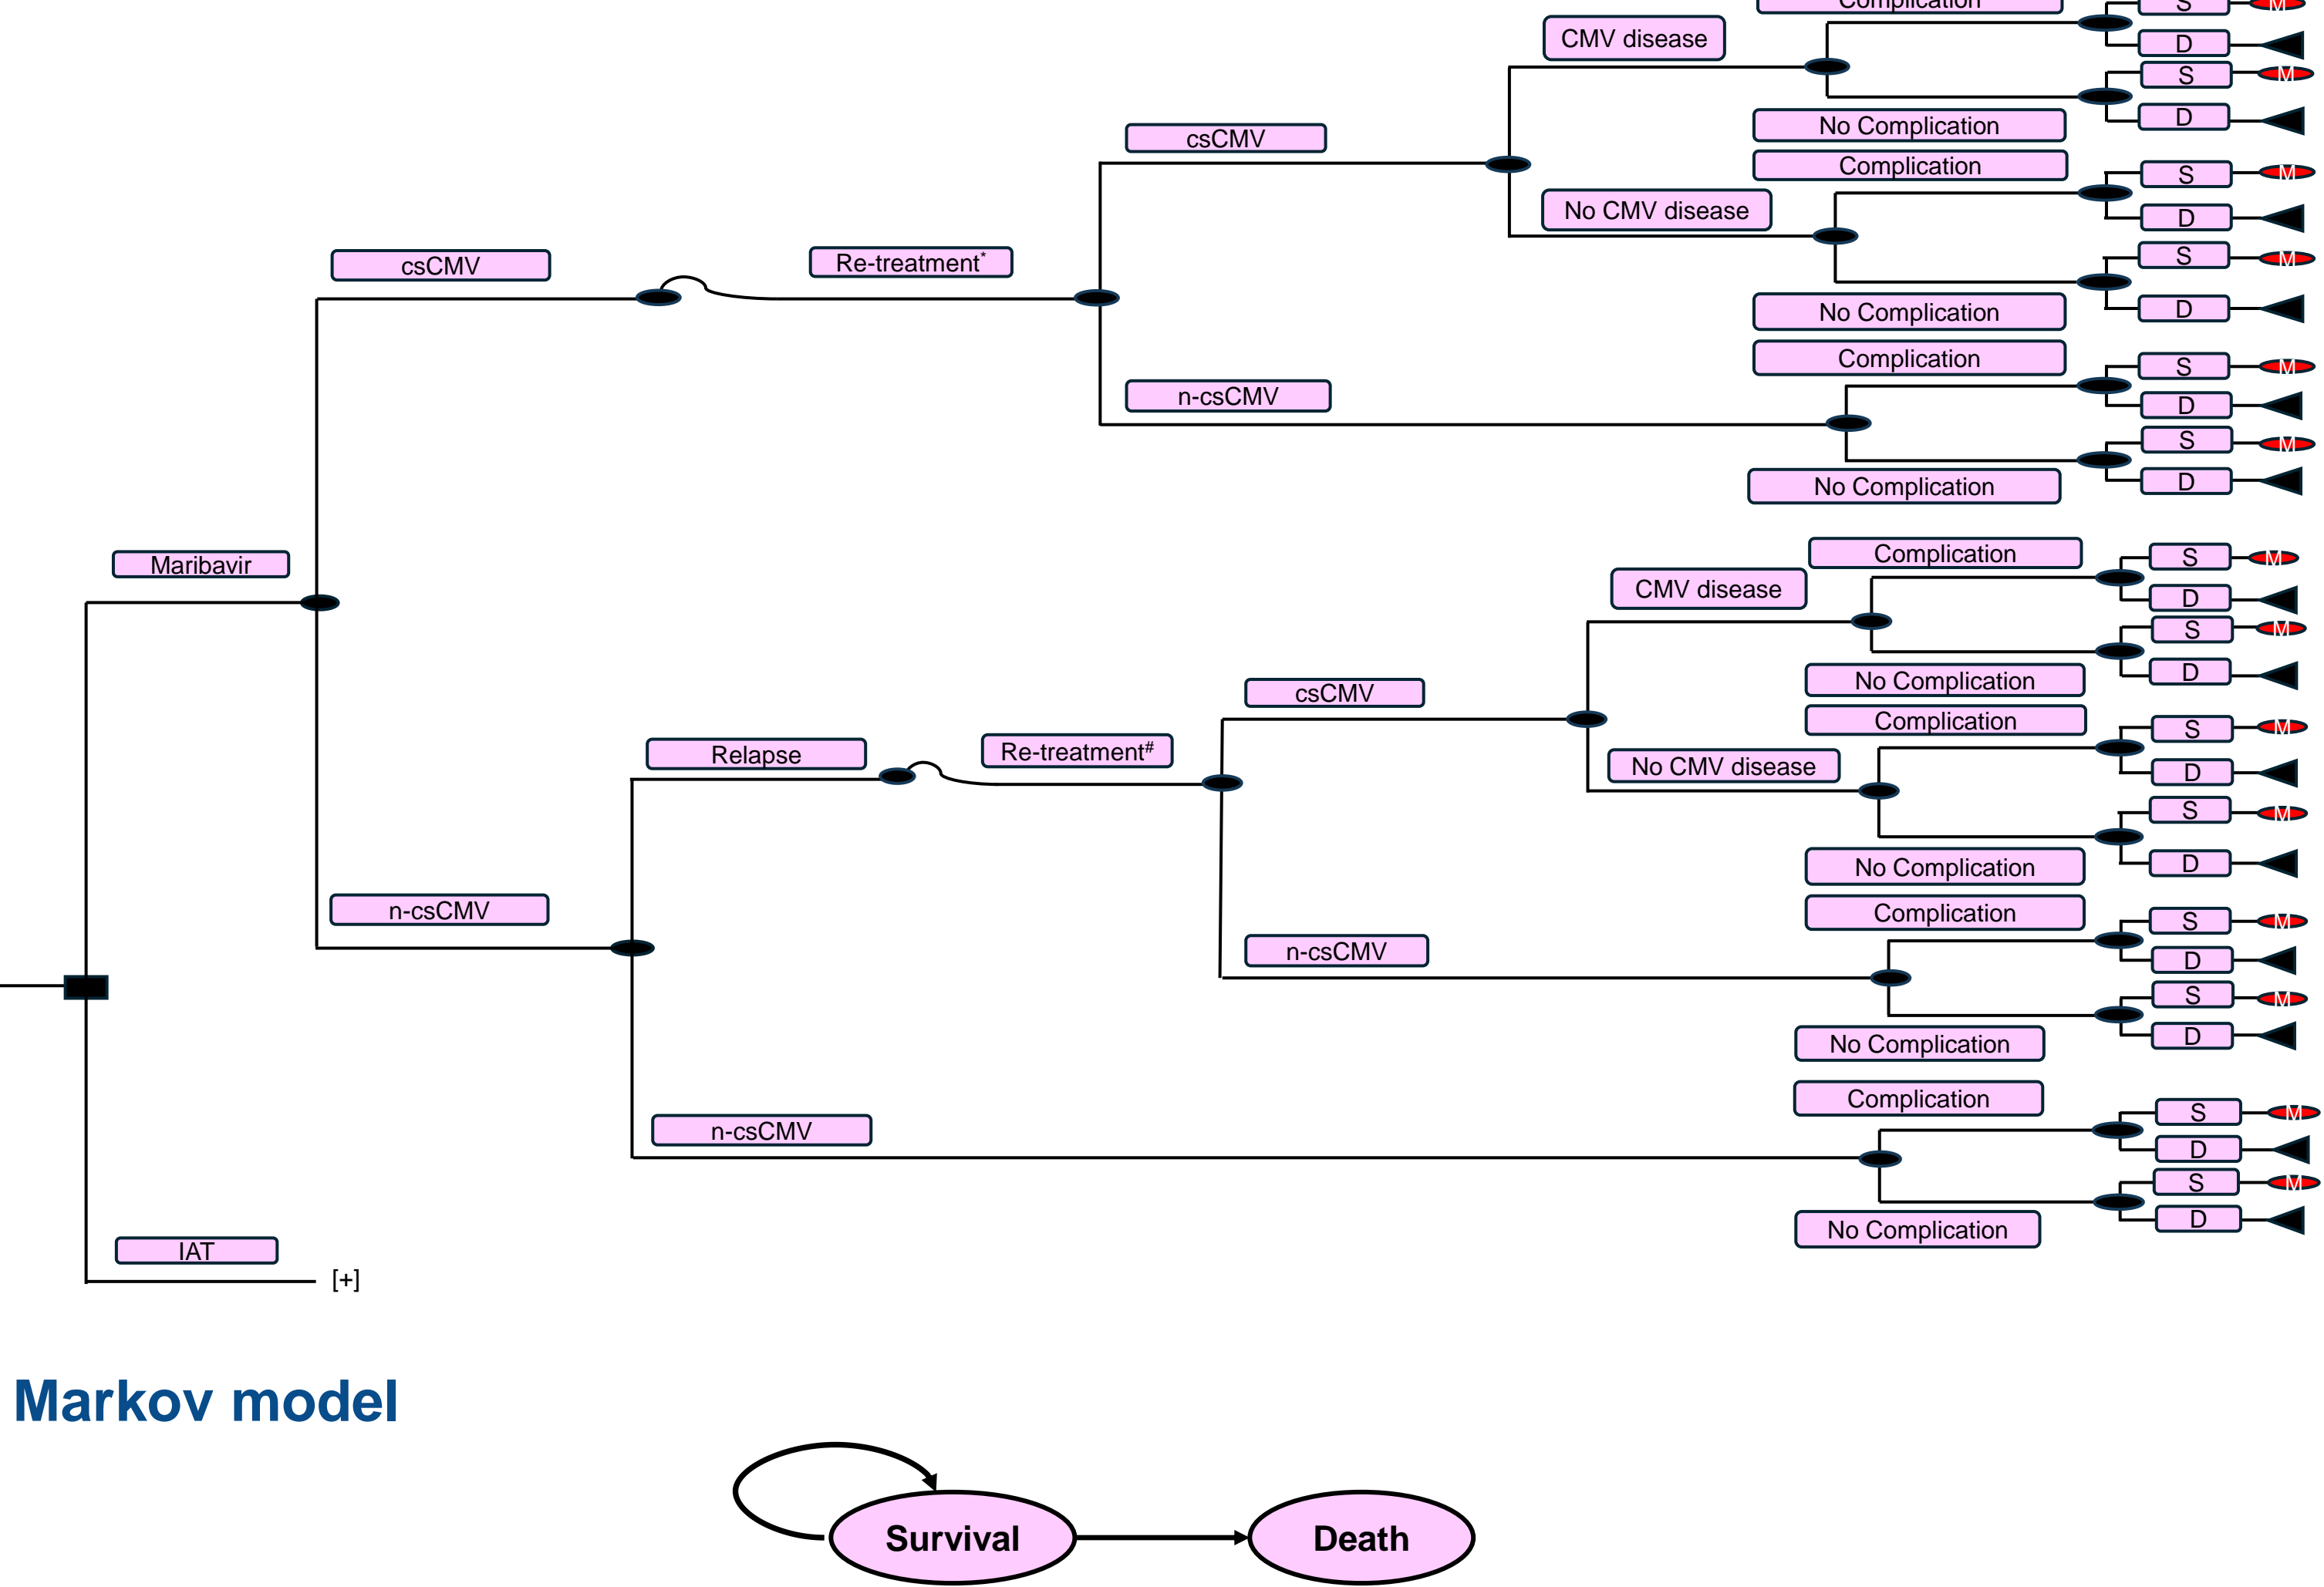 Complication
S
M
CMV disease
D
S
M
D
No Complication
csCMV
Complication
S
M
No CMV disease
D
csCMV
Re-treatment*
S
M
No Complication
D
Complication
S
M
n-csCMV
D
S
M
No Complication
D
Maribavir
Complication
S
M
CMV disease
D
S
M
D
No Complication
csCMV
Complication
S
M
Relapse
Re-treatment#
No CMV disease
D
S
M
No Complication
D
n-csCMV
Complication
S
M
n-csCMV
D
S
M
No Complication
D
Complication
S
M
n-csCMV
D
S
M
No Complication
D
IAT
[+]
Markov model
Survival
Death